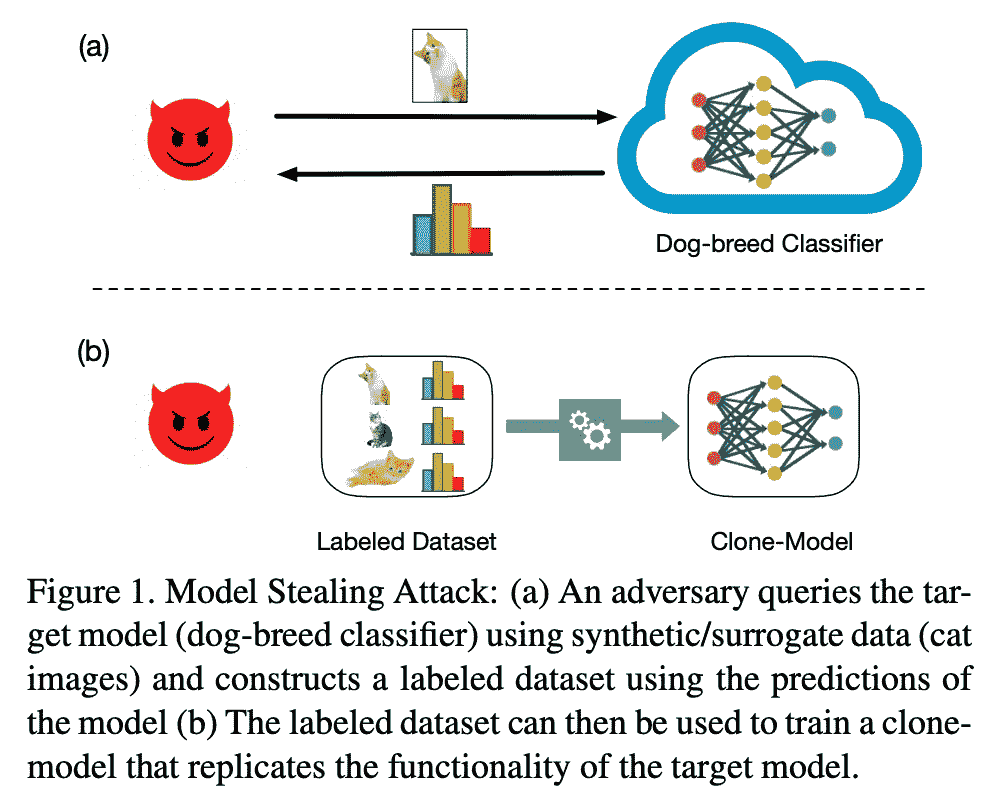 (a)
Dog-breed Classifier
(b)
Labeled Dataset
Clone-Model
Figure 1. Model Stealing Attack: (a) An adversary queries the tar-
get model (dog-breed classifier) using synthetic/surrogate data (cat
images) and constructs a labeled dataset using the predictions of
the model (b) The labeled dataset can then be used to train a clone-
model that replicates the functionality of the target model.